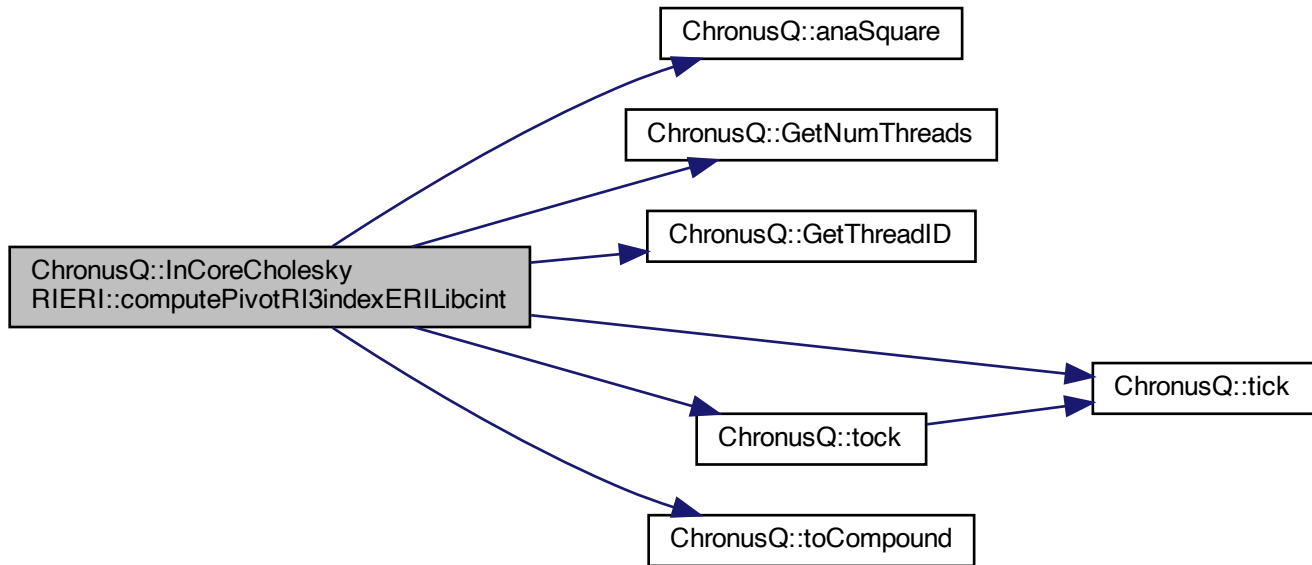 ChronusQ::anaSquare
ChronusQ::GetNumThreads
ChronusQ::GetThreadID
ChronusQ::InCoreCholesky
RIERI::computePivotRI3indexERILibcint
ChronusQ::tick
ChronusQ::tock
ChronusQ::toCompound